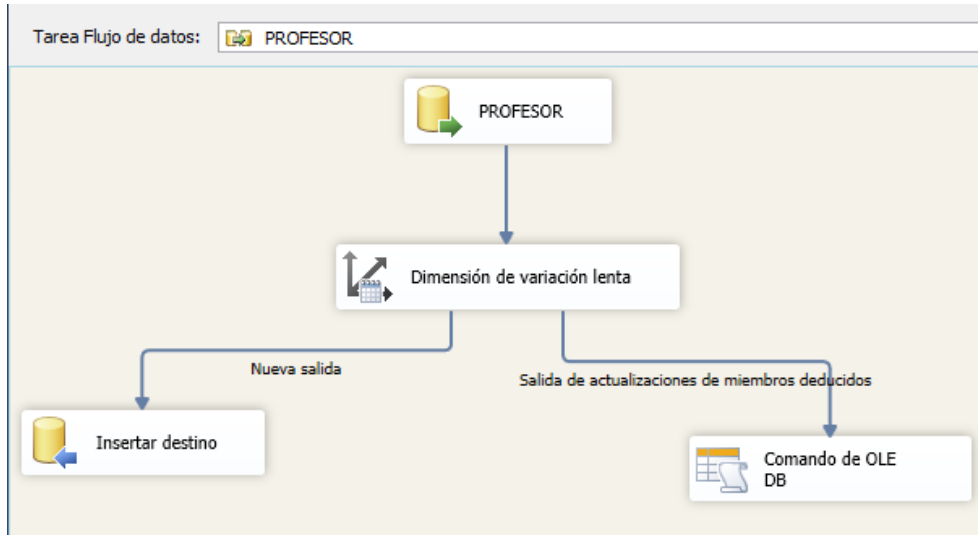 Tarea Flujo de datos: PROFESOR
PROFESOR
Dimensión de variación lenta
Nueva salida
Salida de actualizaciones de miembros deducidos
Insertar destino
Comando de OLE
DB